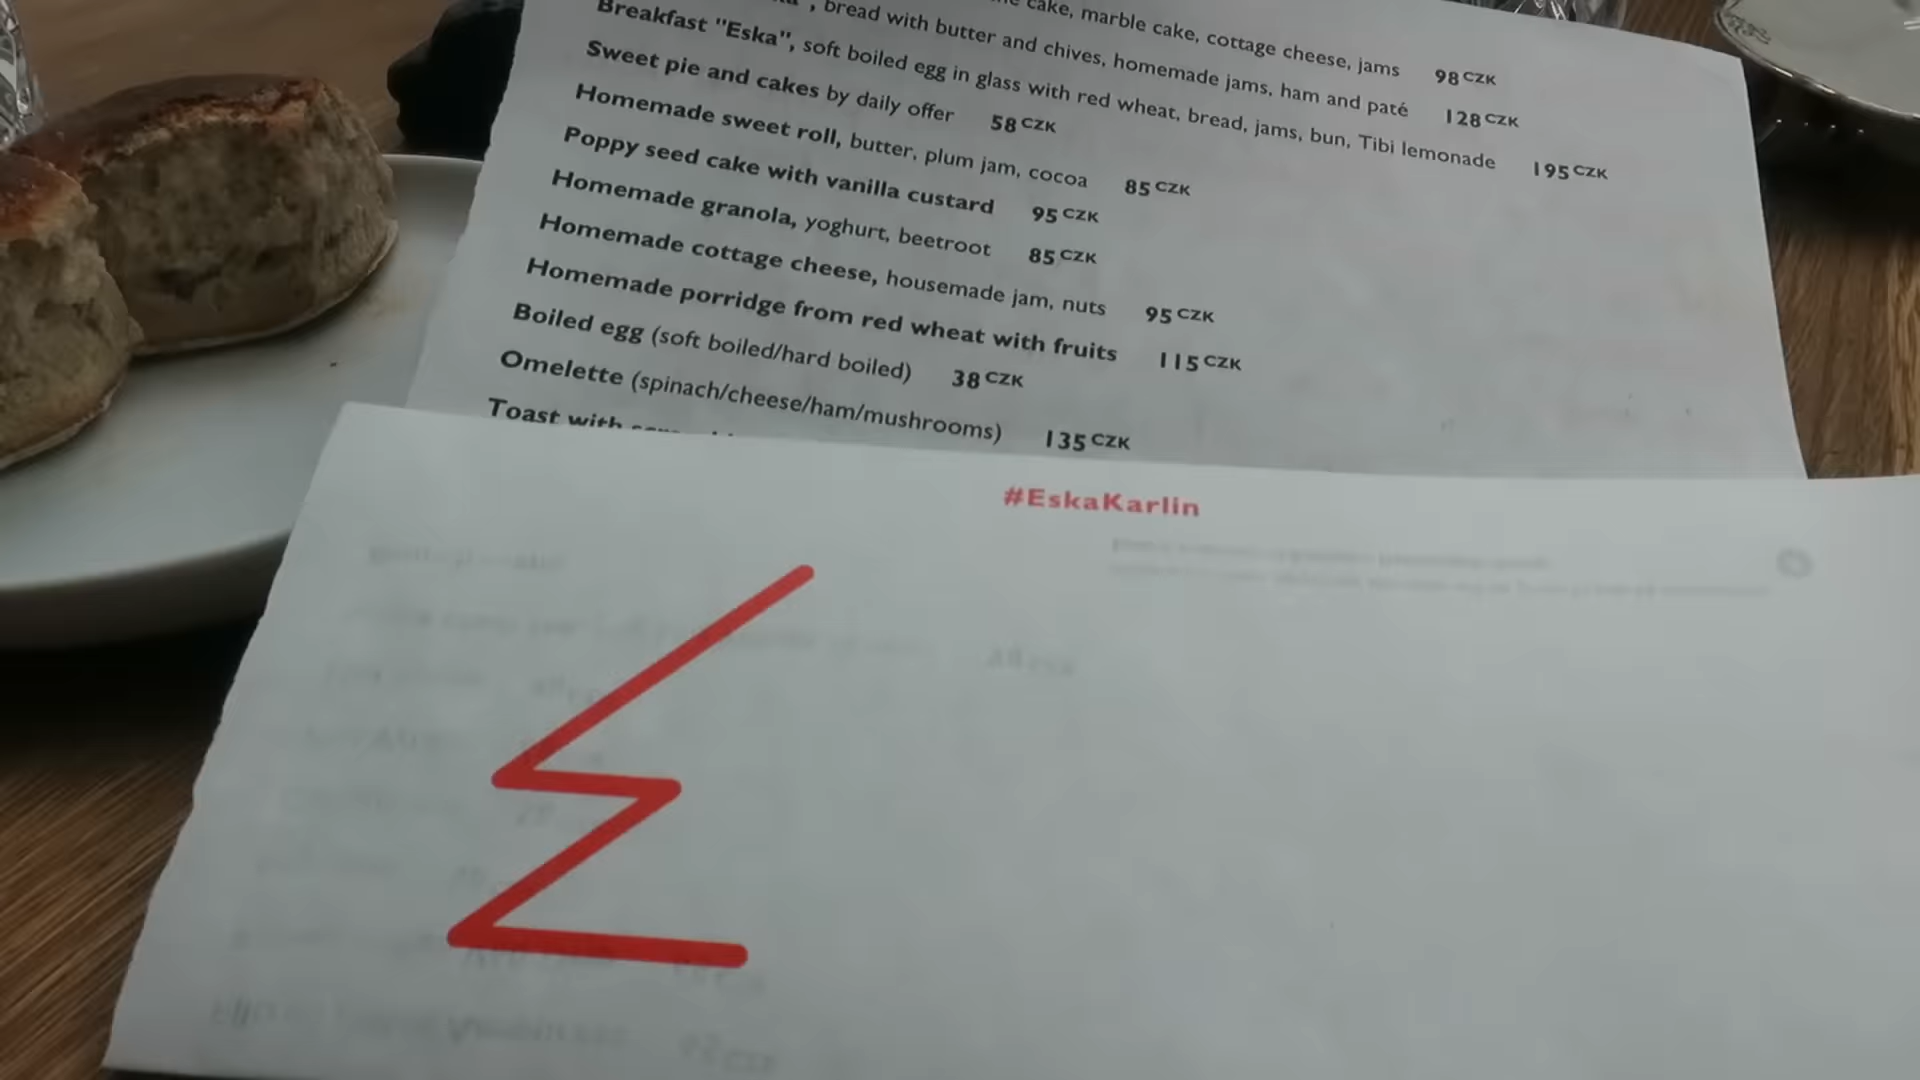 cake, marble cake, cottage cheese, jams 98 CZK
, bread with butter and chives, homemade jams, ham and paté 128 CZK
Breakfast "Eska", soft boiled egg in glass with red wheat, bread, jams, bun, Tibi lemonade 195 CZK
Sweet pie and cakes by daily offer 58 CZK
Homemade sweet roll, butter, plum jam, cocoa 85 CZK
Poppy seed cake with vanilla custard 95 CZK
Homemade granola, yoghurt, beetroot 85 CZK
Homemade cottage cheese, housemade jam, nuts 95 CZK
Homemade porridge from red wheat with fruits 115 CZK
Boiled egg (soft boiled/hard boiled) 38 CZK
Omelette (spinach/cheese/ham/mushrooms) 135 CZK
Toast with
#EskaKarlin